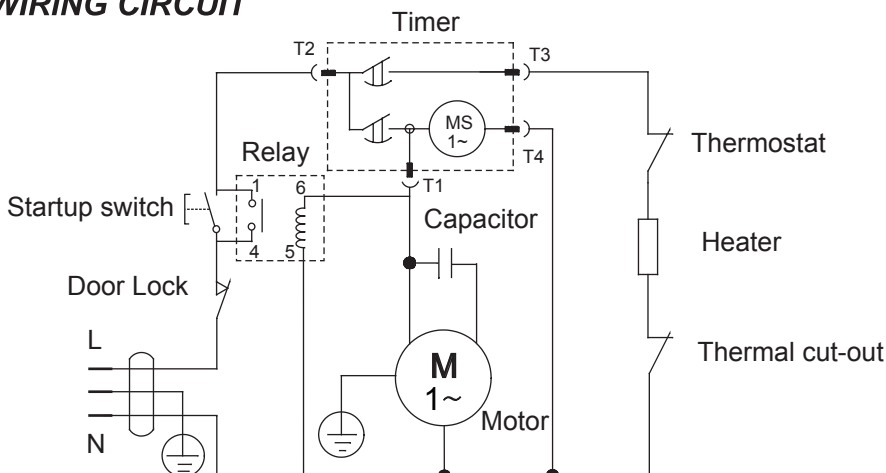 WIRING CIRCUIT
Timer
T2
T3
MS
1~
T4
T1
Relay
1
6
4
5
Startup switch
Door Lock
Capacitor
Thermostat
Heater
Thermal cut-out
L
N
M
1~
Motor